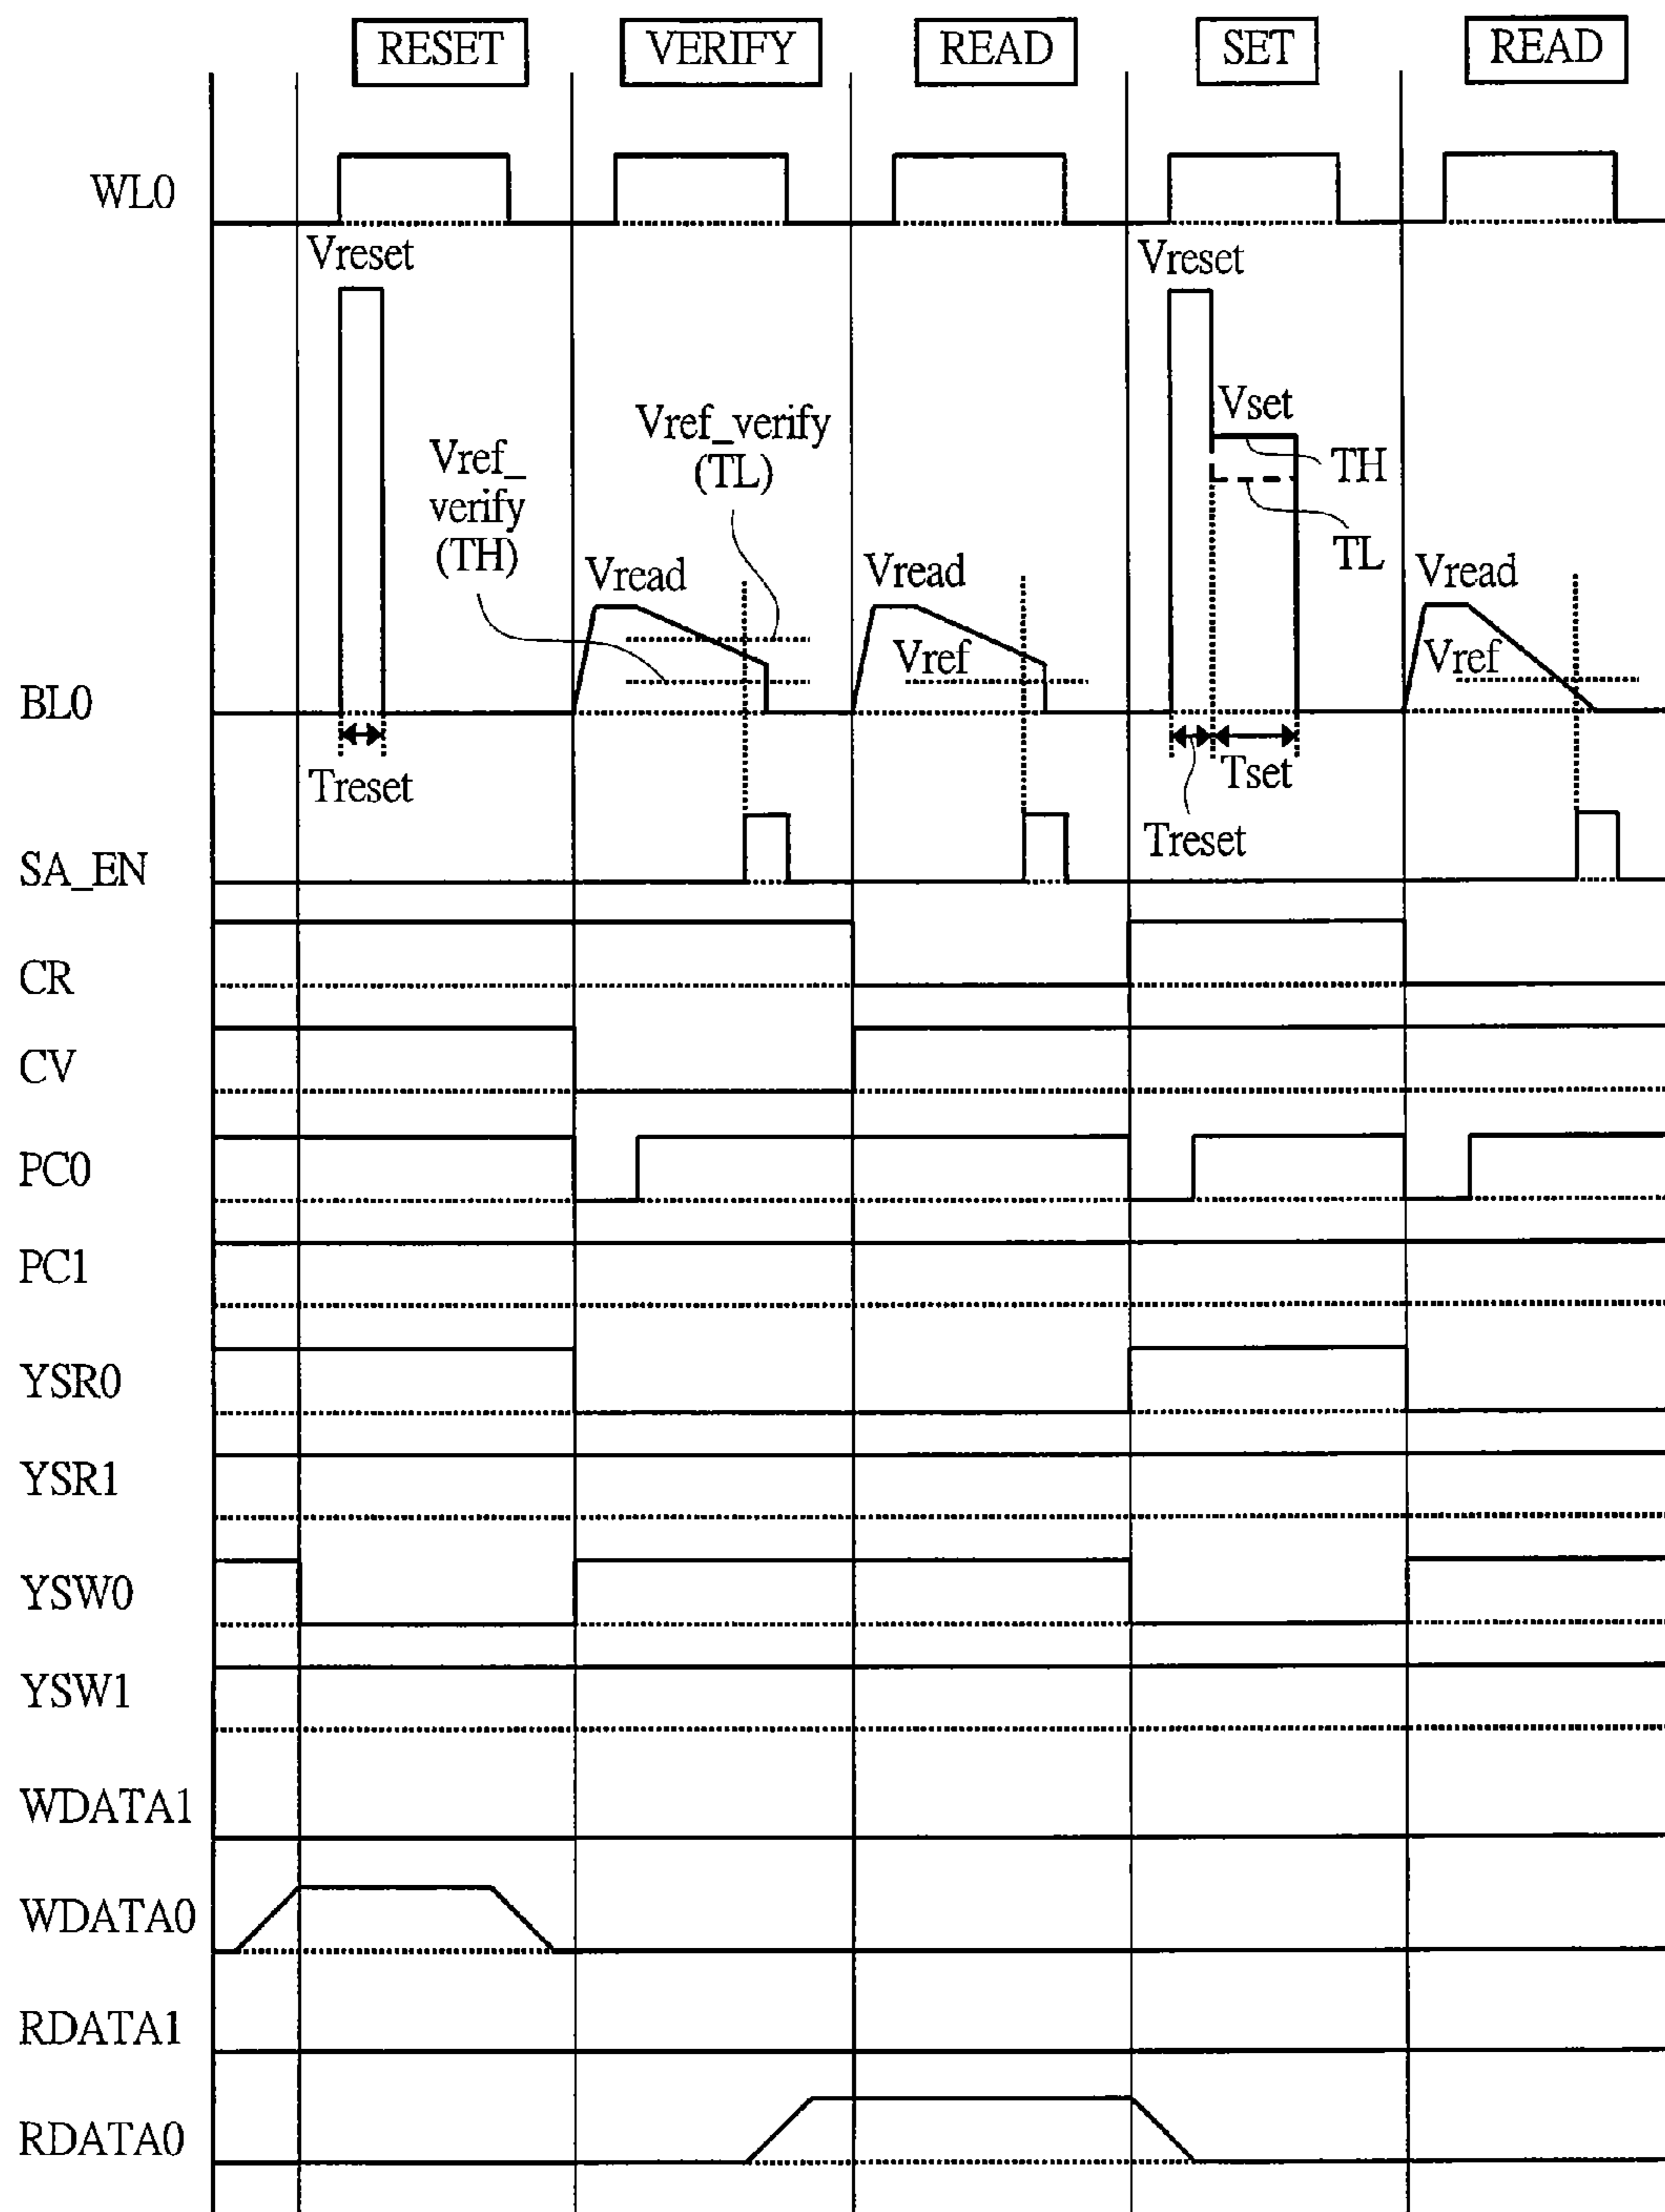 RESET VERIFY READ SET READ
WL0
Vreset Vreset
Vref_verify
(TL)
Vref_
verify
(TH)
Vset
TH
TL
Vread Vread Vread
Vref Vref
BL0
Treset Tset
Treset
SA_EN
CR
CV
PC0
PC1
YSR0
YSR1
YSW0
YSW1
WDATA1
WDATA0
RDATA1
RDATA0